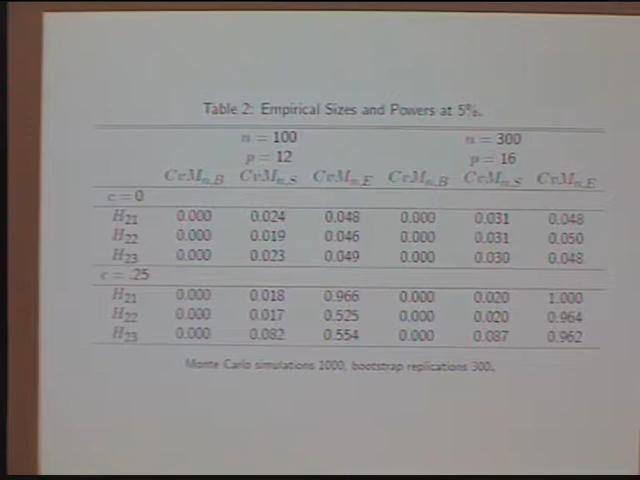 Table 2: Empirical Sizes and Powers at 5%.
n = 100 n = 300
p = 12 p = 16
CvM_{n,B} CvM_{n,S} CvM_{n,E} CvM_{n,B} CvM_{n,S} CvM_{n,E}
c = 0
H_{21} 0.000 0.024 0.048 0.000 0.031 0.048
H_{22} 0.000 0.019 0.046 0.000 0.031 0.050
H_{23} 0.000 0.023 0.049 0.000 0.030 0.048
c = .25
H_{21} 0.000 0.018 0.966 0.000 0.020 1.000
H_{22} 0.000 0.017 0.525 0.000 0.020 0.964
H_{23} 0.000 0.082 0.554 0.000 0.087 0.962
Monte Carlo simulations 1000, bootstrap replications 300.